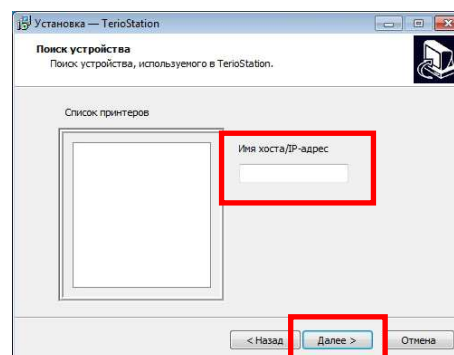 Установка — TerioStation
Поиск устройства
Поиск устройства, используемого в TerioStation.
Список принтеров
Имя хоста/IP-адрес
< Назад
Далее >
Отмена